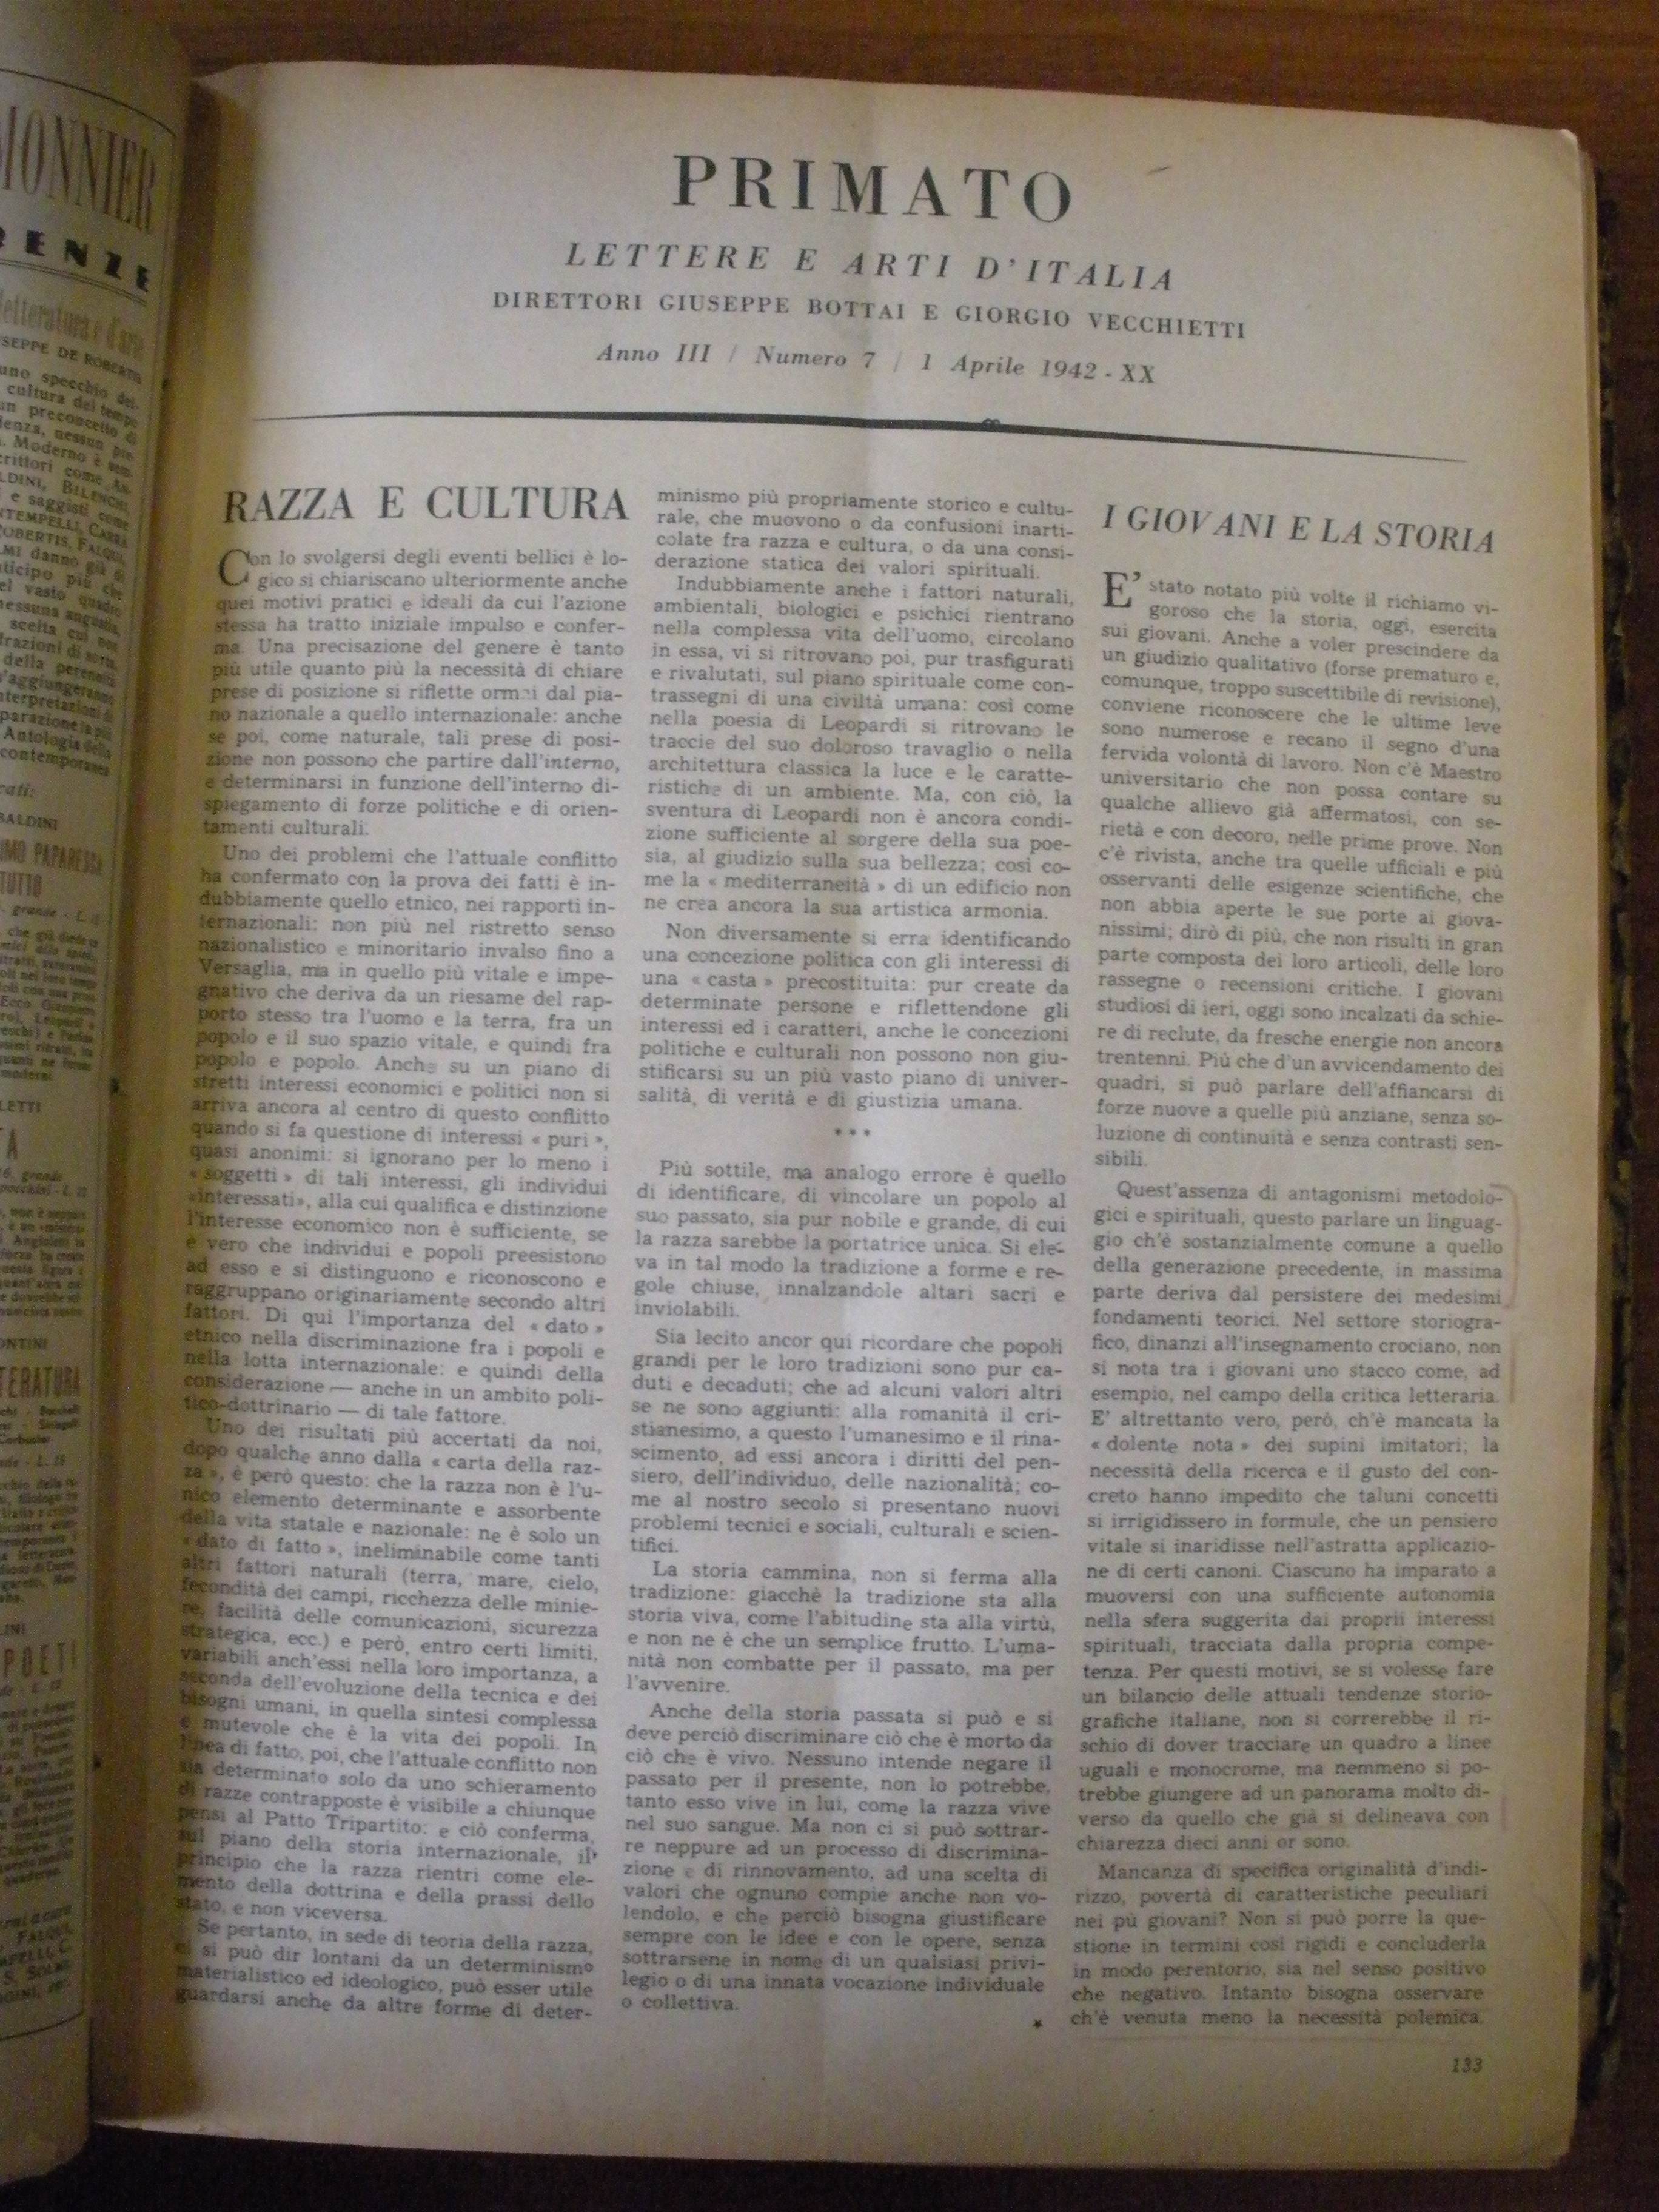 PRIMATO
LETTERE E ARTI D'ITALIA
DIRETTORI GIUSEPPE BOTTAI E GIORGIO VECCHIETTI
Anno III / Numero 7 / 1 Aprile 1942 - XX
RAZZA E CULTURA
Con lo svolgersi degli eventi bellici è lo-
gico si chiariscano ulteriormente anche
quei motivi pratici e ideali da cui l'azione
stessa ha tratto iniziale impulso e confer-
ma. Una precisazione del genere è tanto
più utile quanto più la necessità di chiare
prese di posizione si riflette ormai dal pia-
no nazionale a quello internazionale: anche
se poi, come naturale, tali prese di posi-
zione non possono che partire dall'interno,
e determinarsi in funzione dell'interno di-
spiegamento di forze politiche e di orien-
tamenti culturali.
Uno dei problemi che l'attuale conflitto
ha confermato con la prova dei fatti è in-
dubbiamente quello etnico, nei rapporti in-
ternazionali: non più nel ristretto senso
nazionalistico e minoritario invalso fino a
Versaglia, ma in quello più vitale e impe-
gnativo che deriva da un riesame del rap-
porto stesso tra l'uomo e la terra, fra un
popolo e il suo spazio vitale, e quindi fra
popolo e popolo. Anche su un piano di
stretti interessi economici e politici non si
arriva ancora al centro di questo conflitto
quando si fa questione di interessi « puri »,
quasi anonimi: si ignorano per lo meno i
« soggetti » di tali interessi, gli individui
«interessati», alla cui qualifica e distinzione
l'interesse economico non è sufficiente, se
è vero che individui e popoli preesistono
ad esso e si distinguono e riconoscono e
raggruppano originariamente secondo altri
fattori. Di qui l'importanza del « dato »
etnico nella discriminazione fra i popoli e
nella lotta internazionale: e quindi della
considerazione — anche in un ambito poli-
tico-dottrinario — di tale fattore.
Uno dei risultati più accertati da noi,
dopo qualche anno dalla « carta della raz-
za », è però questo: che la razza non è l'u-
nico elemento determinante e assorbente
della vita statale e nazionale: ne è solo un
« dato di fatto », ineliminabile come tanti
altri fattori naturali (terra, mare, cielo,
fecondità dei campi, ricchezza delle minie-
re, facilità delle comunicazioni, sicurezza
strategica, ecc.) e però, entro certi limiti,
variabili anch'essi nella loro importanza, a
seconda dell'evoluzione della tecnica e dei
bisogni umani, in quella sintesi complessa
e mutevole che è la vita dei popoli. In
linea di fatto, poi, che l'attuale conflitto non
sia determinato solo da uno schieramento
di razze contrapposte è visibile a chiunque
pensi al Patto Tripartito: e ciò conferma,
sul piano della storia internazionale, il
principio che la razza rientri come ele-
mento della dottrina e della prassi dello
stato, e non viceversa.
Se pertanto, in sede di teoria della razza,
ci si può dir lontani da un determinismo
materialistico ed ideologico, può esser utile
guardarsi anche da altre forme di deter-
minismo più propriamente storico e cultu-
rale, che muovono o da confusioni inarti-
colate fra razza e cultura, o da una consi-
derazione statica dei valori spirituali.
Indubbiamente anche i fattori naturali,
ambientali, biologici e psichici rientrano
nella complessa vita dell'uomo, circolano
in essa, vi si ritrovano poi, pur trasfigurati
e rivalutati, sul piano spirituale come con-
trassegni di una civiltà umana: così come
nella poesia di Leopardi si ritrovano le
traccie del suo doloroso travaglio o nella
architettura classica la luce e le caratte-
ristiche di un ambiente. Ma, con ciò, la
sventura di Leopardi non è ancora condi-
zione sufficiente al sorgere della sua poe-
sia, al giudizio sulla sua bellezza; così co-
me la « mediterraneità » di un edificio non
ne crea ancora la sua artistica armonia.
Non diversamente si erra identificando
una concezione politica con gli interessi di
una « casta » precostituita: pur create da
determinate persone e riflettendone gli
interessi ed i caratteri, anche le concezioni
politiche e culturali non possono non giu-
stificarsi su un più vasto piano di univer-
salità, di verità e di giustizia umana.
***
Più sottile, ma analogo errore è quello
di identificare, di vincolare un popolo al
suo passato, sia pur nobile e grande, di cui
la razza sarebbe la portatrice unica. Si ele-
va in tal modo la tradizione a forme e re-
gole chiuse, innalzandole altari sacri e
inviolabili.
Sia lecito ancor qui ricordare che popoli
grandi per le loro tradizioni sono pur ca-
duti e decaduti; che ad alcuni valori altri
se ne sono aggiunti: alla romanità il cri-
stianesimo, a questo l'umanesimo e il rina-
scimento, ad essi ancora i diritti del pen-
siero, dell'individuo, delle nazionalità; co-
me al nostro secolo si presentano nuovi
problemi tecnici e sociali, culturali e scien-
tifici.
La storia cammina, non si ferma alla
tradizione: giacchè la tradizione sta alla
storia viva, come l'abitudine sta alla virtù,
e non ne è che un semplice frutto. L'uma-
nità non combatte per il passato, ma per
l'avvenire.
Anche della storia passata si può e si
deve perciò discriminare ciò che è morto da
ciò che è vivo. Nessuno intende negare il
passato per il presente, non lo potrebbe,
tanto esso vive in lui, come la razza vive
nel suo sangue. Ma non ci si può sottrar-
re neppure ad un processo di discrimina-
zione e di rinnovamento, ad una scelta di
valori che ognuno compie anche non vo-
lendolo, e che perciò bisogna giustificare
sempre con le idee e con le opere, senza
sottrarsene in nome di un qualsiasi privi-
legio o di una innata vocazione individuale
o collettiva.
*
I GIOVANI E LA STORIA
E' stato notato più volte il richiamo vi-
goroso che la storia, oggi, esercita
sui giovani. Anche a voler prescindere da
un giudizio qualitativo (forse prematuro e,
comunque, troppo suscettibile di revisione),
conviene riconoscere che le ultime leve
sono numerose e recano il segno d'una
fervida volontà di lavoro. Non c'è Maestro
universitario che non possa contare su
qualche allievo già affermatosi, con se-
rietà e con decoro, nelle prime prove. Non
c'è rivista, anche tra quelle ufficiali e più
osservanti delle esigenze scientifiche, che
non abbia aperte le sue porte ai giova-
nissimi; dirò di più, che non risulti in gran
parte composta dei loro articoli, delle loro
rassegne o recensioni critiche. I giovani
studiosi di ieri, oggi sono incalzati da schie-
re di reclute, da fresche energie non ancora
trentenni. Più che d'un avvicendamento dei
quadri, si può parlare dell'affiancarsi di
forze nuove a quelle più anziane, senza so-
luzione di continuità e senza contrasti sen-
sibili.
Quest'assenza di antagonismi metodolo-
gici e spirituali, questo parlare un linguag-
gio ch'è sostanzialmente comune a quello
della generazione precedente, in massima
parte deriva dal persistere dei medesimi
fondamenti teorici. Nel settore storiogra-
fico, dinanzi all'insegnamento crociano, non
si nota tra i giovani uno stacco come, ad
esempio, nel campo della critica letteraria.
E' altrettanto vero, però, ch'è mancata la
« dolente nota » dei supini imitatori; la
necessità della ricerca e il gusto del con-
creto hanno impedito che taluni concetti
si irrigidissero in formule, che un pensiero
vitale si inaridisse nell'astratta applicazio-
ne di certi canoni. Ciascuno ha imparato a
muoversi con una sufficiente autonomia
nella sfera suggerita dai proprii interessi
spirituali, tracciata dalla propria compe-
tenza. Per questi motivi, se si volesse fare
un bilancio delle attuali tendenze storio-
grafiche italiane, non si correrebbe il ri-
schio di dover tracciare un quadro a linee
uguali e monocrome, ma nemmeno si po-
trebbe giungere ad un panorama molto di-
verso da quello che già si delineava con
chiarezza dieci anni or sono.
Mancanza di specifica originalità d'indi-
rizzo, povertà di caratteristiche peculiari
nei più giovani? Non si può porre la que-
stione in termini così rigidi e concluderla
in modo perentorio, sia nel senso positivo
che negativo. Intanto bisogna osservare
ch'è venuta meno la necessità polemica,
133